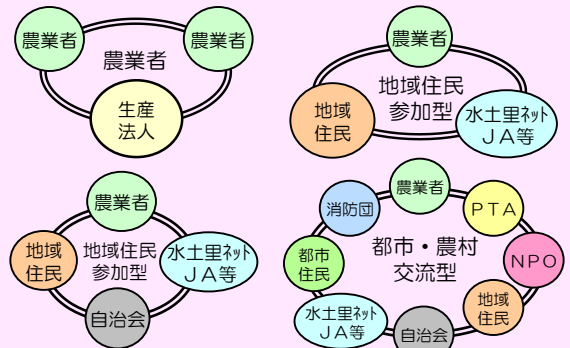 農業者
農業者
農業者
生産
法人
農業者
地域住民
参加型
地域
住民
水土里ネット
ＪＡ等
農業者
地域
住民
地域住民
参加型
水土里ネット
ＪＡ等
自治会
農業者
消防団
ＰＴＡ
都市
住民
都市・農村
交流型
ＮＰＯ
水土里ネット
ＪＡ等
地域
住民
自治会